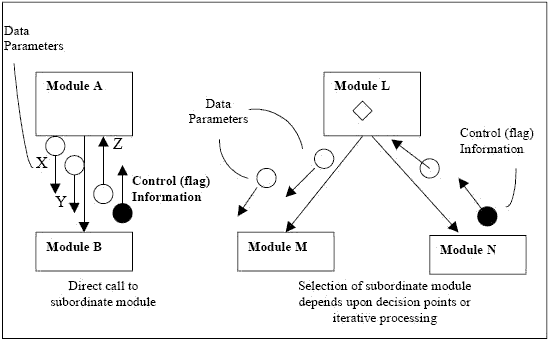 Data
Parameters
Module A
X
Y
Z
Control (flag)
Information
Module B
Direct call to
subordinate module
Module L
Data
Parameters
Control (flag)
Information
Module M
Module N
Selection of subordinate module
depends upon decision points or
iterative processing